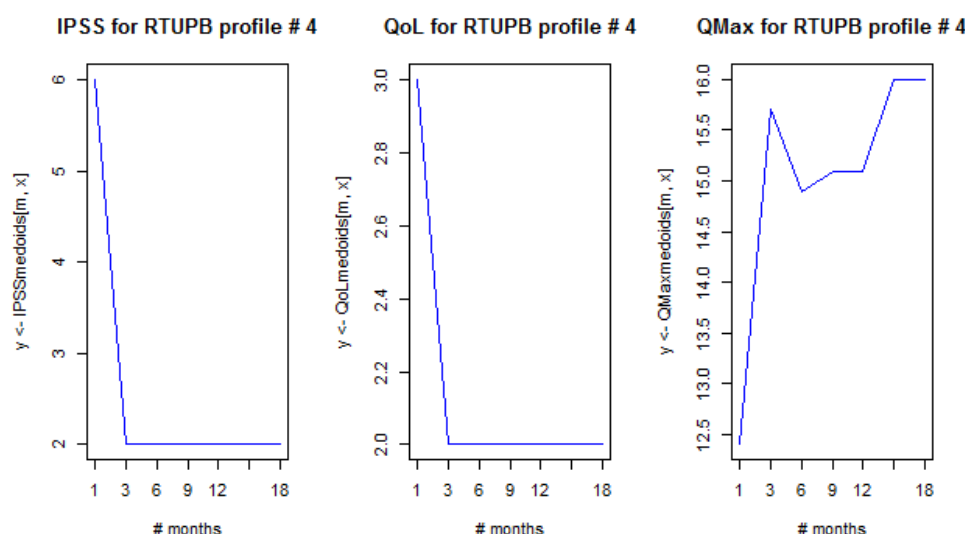 IPSS for RTUPB profile # 4
y <- IPSSmedoids[m, x]
6
5
4
3
2
1 3 6 9 12 18
# months
QoL for RTUPB profile # 4
y <- QoLmedoids[m, x]
3.0
2.8
2.6
2.4
2.2
2.0
1 3 6 9 12 18
# months
QMax for RTUPB profile # 4
y <- QMaxmedoids[m, x]
16.0
15.5
15.0
14.5
14.0
13.5
13.0
12.5
1 3 6 9 12 18
# months